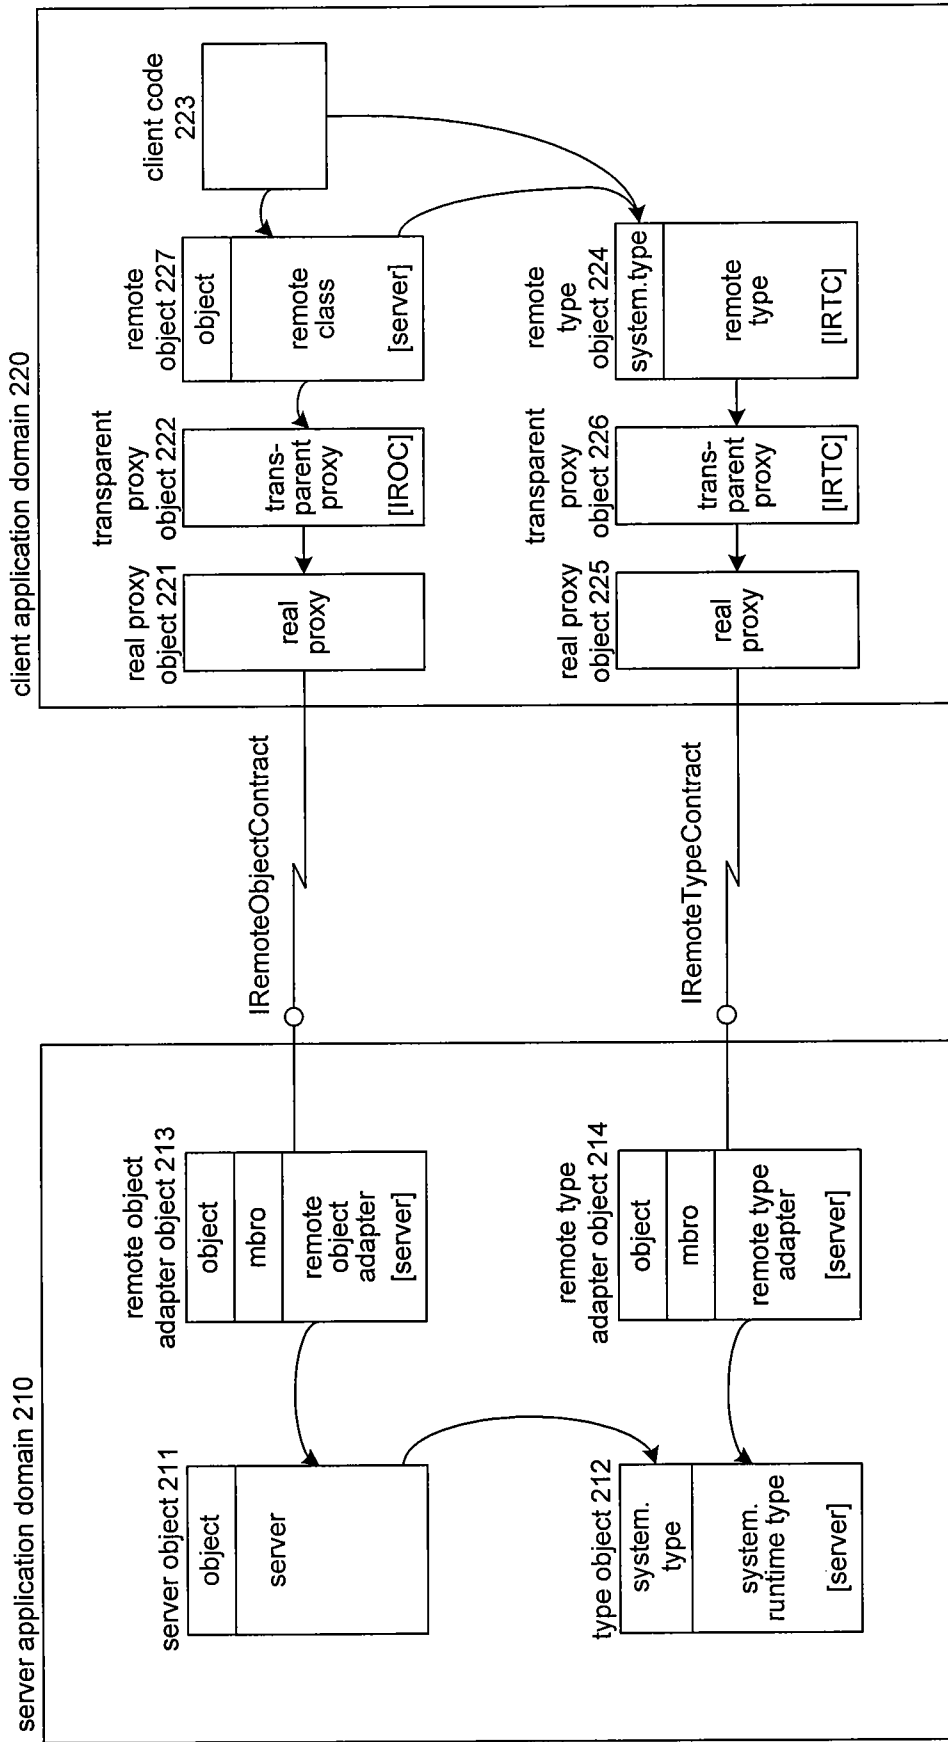 server application domain 210
server object 211
object
server
remote object
adapter object 213
object
mbro
remote
object
adapter
[server]
type object 212
system.
type
system.
runtime type
[server]
remote type
adapter object 214
object
mbro
remote type
adapter
[server]
IRemoteObjectContract
IRemoteTypeContract
client application domain 220
real proxy
object 221
real
proxy
transparent
proxy
object 222
trans-
parent
proxy
[IROC]
remote
object 227
object
remote
class
[server]
client code
223
real proxy
object 225
real
proxy
transparent
proxy
object 226
trans-
parent
proxy
[IRTC]
remote
type
object 224
system.type
remote
type
[IRTC]